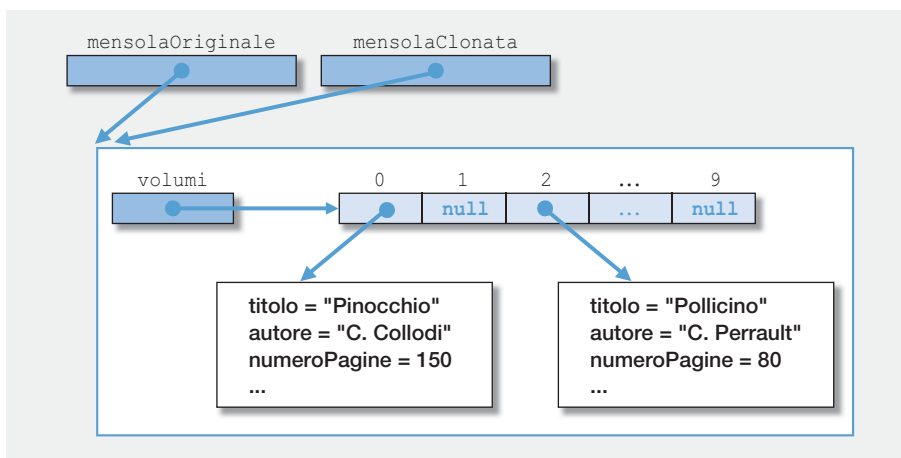 mensolaOriginale mensolaClonata
volumi 0 1 2 ... 9
null ... null
titolo = "Pinocchio"
autore = "C. Collodi"
numeroPagine = 150
...
titolo = "Pollicino"
autore = "C. Perrault"
numeroPagine = 80
...